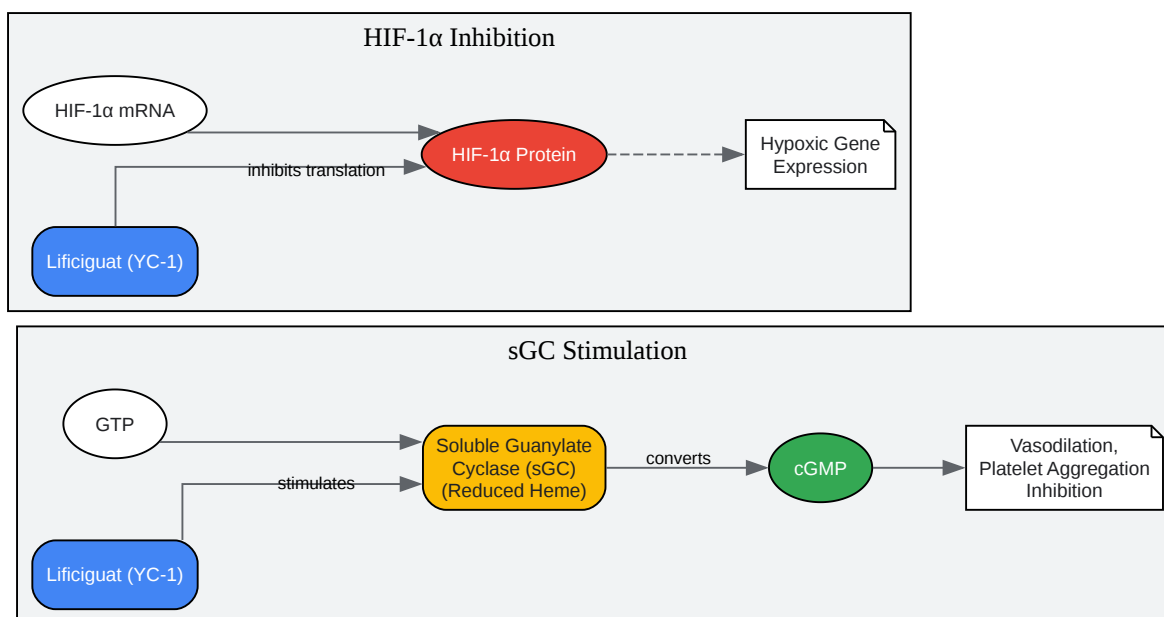 HIF-1α Inhibition
HIF-1α mRNA
HIF-1α Protein
Hypoxic Gene
Expression
inhibits translation
Lificiguat (YC-1)
sGC Stimulation
GTP
Soluble Guanylate
Cyclase (sGC)
(Reduced Heme)
converts
cGMP
Vasodilation,
Platelet Aggregation
Inhibition
stimulates
Lificiguat (YC-1)